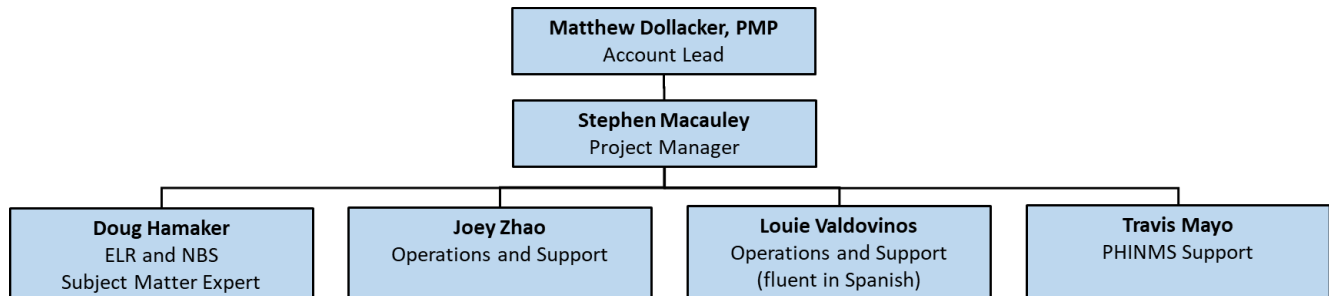 Matthew Dollacker, PMP
Account Lead
Stephen Macauley
Project Manager
Doug Hamaker
ELR and NBS
Subject Matter Expert
Joey Zhao
Operations and Support
Louie Valdovinos
Operations and Support
(fluent in Spanish)
Travis Mayo
PHINMS Support